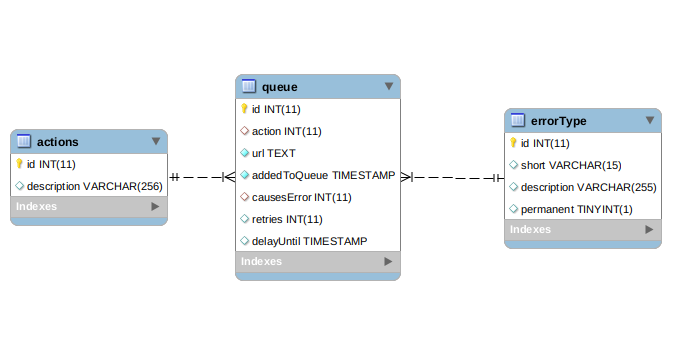 actions
id INT(11)
description VARCHAR(256)
Indexes
queue
id INT(11)
action INT(11)
url TEXT
addedToQueue TIMESTAMP
causesError INT(11)
retries INT(11)
delayUntil TIMESTAMP
Indexes
errorType
id INT(11)
short VARCHAR(15)
description VARCHAR(255)
permanent TINYINT(1)
Indexes